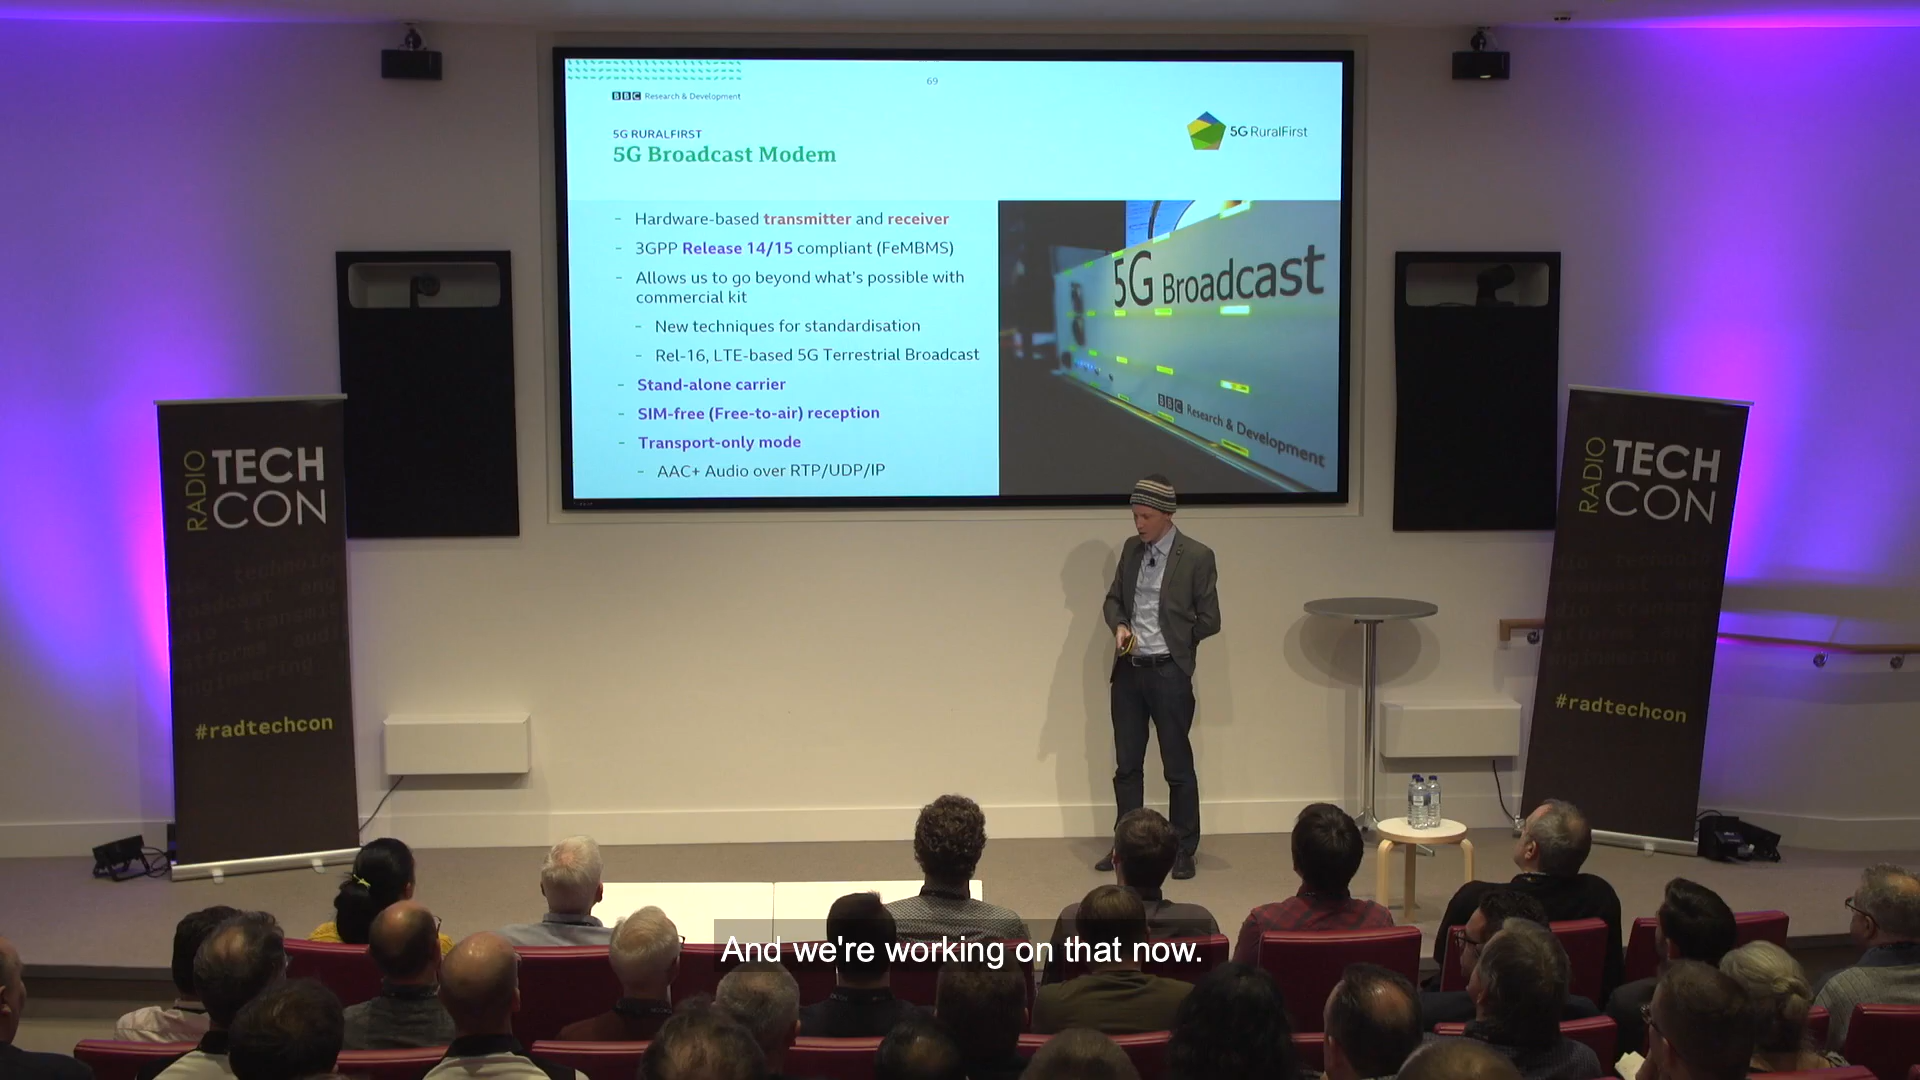 69
BBC Research & Development
5G RURALFIRST
5G Broadcast Modem
5G RuralFirst
- Hardware-based transmitter and receiver
- 3GPP Release 14/15 compliant (FeMBMS)
- Allows us to go beyond what's possible with
commercial kit
- New techniques for standardisation
- Rel-16, LTE-based 5G Terrestrial Broadcast
- Stand-alone carrier
- SIM-free (Free-to-air) reception
- Transport-only mode
- AAC+ Audio over RTP/UDP/IP
5G Broadcast
BBC Research & Development
RADIO
TECH
CON
#radtechcon
RADIO
TECH
CON
#radtechcon
And we're working on that now.